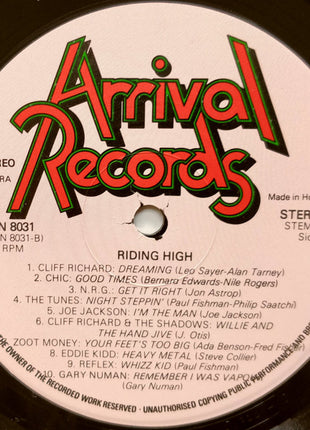 Arrival
Records
REO
RA
N 8031
N 8031-B)
RPM
Made in Ho
STER
STEM
Sid
RIDING HIGH
1. CLIFF RICHARD: DREAMING (Leo Sayer-Alan Tarney)
2. CHIC: GOOD TIMES (Bernard Edwards-Nile Rogers)
3. N.R.G.: GET IT RIGHT (Jon Astrop)
4. THE TUNES: NIGHT STEPPIN' (Paul Fishman-Philip Saatchi)
5. JOE JACKSON: I'M THE MAN (Joe Jackson)
6. CLIFF RICHARD & THE SHADOWS: WILLIE AND
THE HAND JIVE (J. Otis)
ZOOT MONEY: YOUR FEET'S TOO BIG (Ada Benson-Fred Fisher
8. EDDIE KIDD: HEAVY METAL (Steve Collier)
9. REFLEX: WHIZZ KID (Paul Fishman)
10. GARY NUMAN: REMEMBER I WAS VAPOU
(Gary Numan)
THE OWNER OF THE RECORDED WORK RESERVED · UNAUTHORISED COPYING PUBLIC PERFORMANCE AND BR